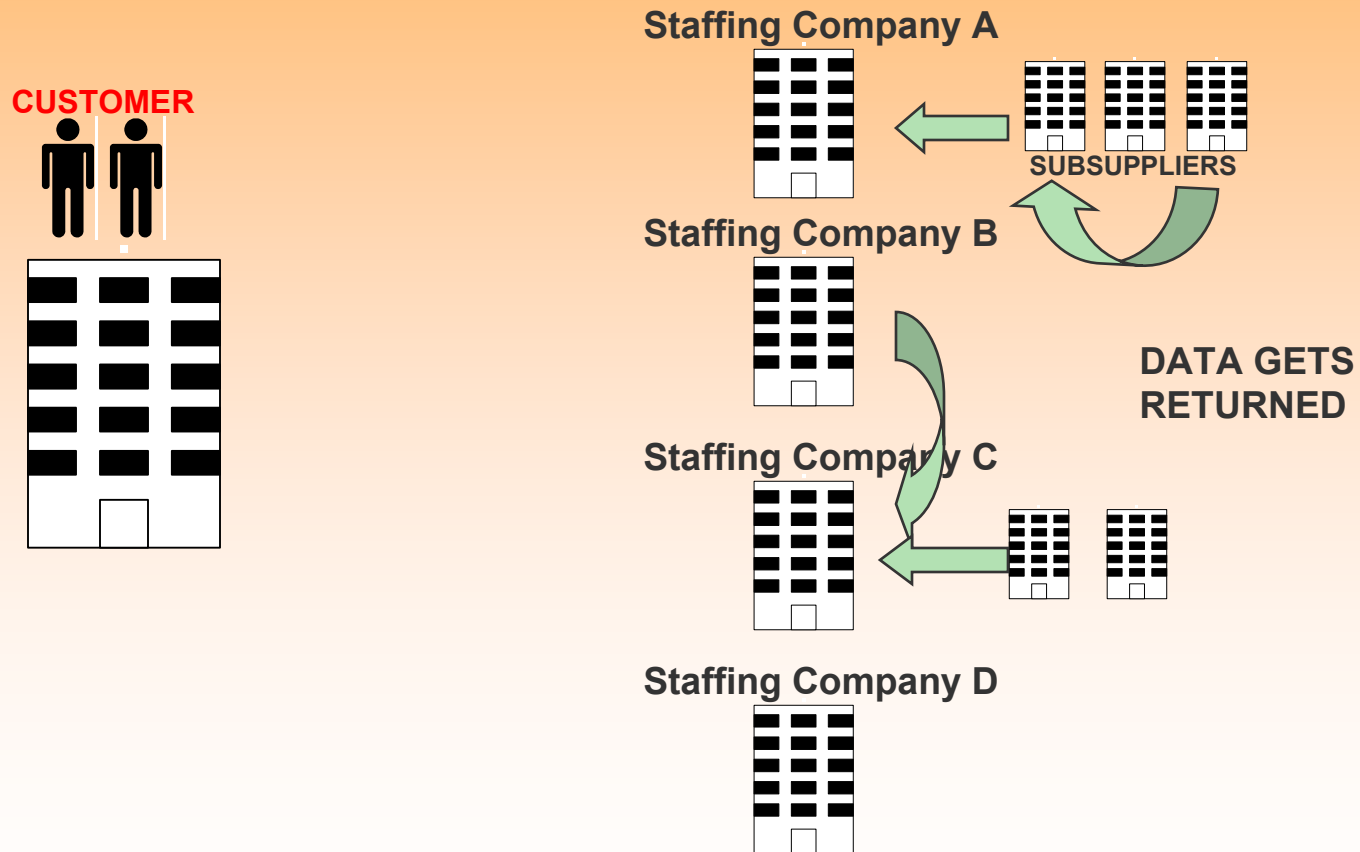 Staffing Company A
CUSTOMER
SUBSUPPLIERS
Staffing Company B
DATA GETS
RETURNED
Staffing Company C
Staffing Company D